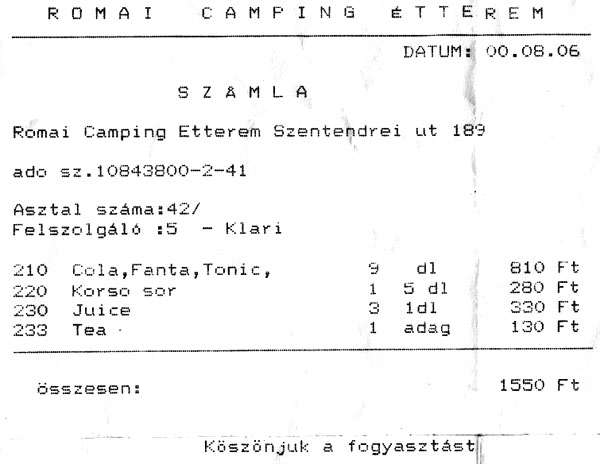 ROMAI CAMPING ÉTTEREM
DATUM: 00.08.06
SZÁMLA
Romai Camping Etterem Szentendrei ut 189
ado sz.10843800-2-41
Asztal száma:42/
Felszolgáló :5 - Klari
210 Cola,Fanta,Tonic, 9 dl 810 Ft
220 Korso sor 1 5 dl 280 Ft
230 Juice 3 1dl 330 Ft
233 Tea 1 adag 130 Ft
összesen: 1550 Ft
Köszönjuk a fogyasztást